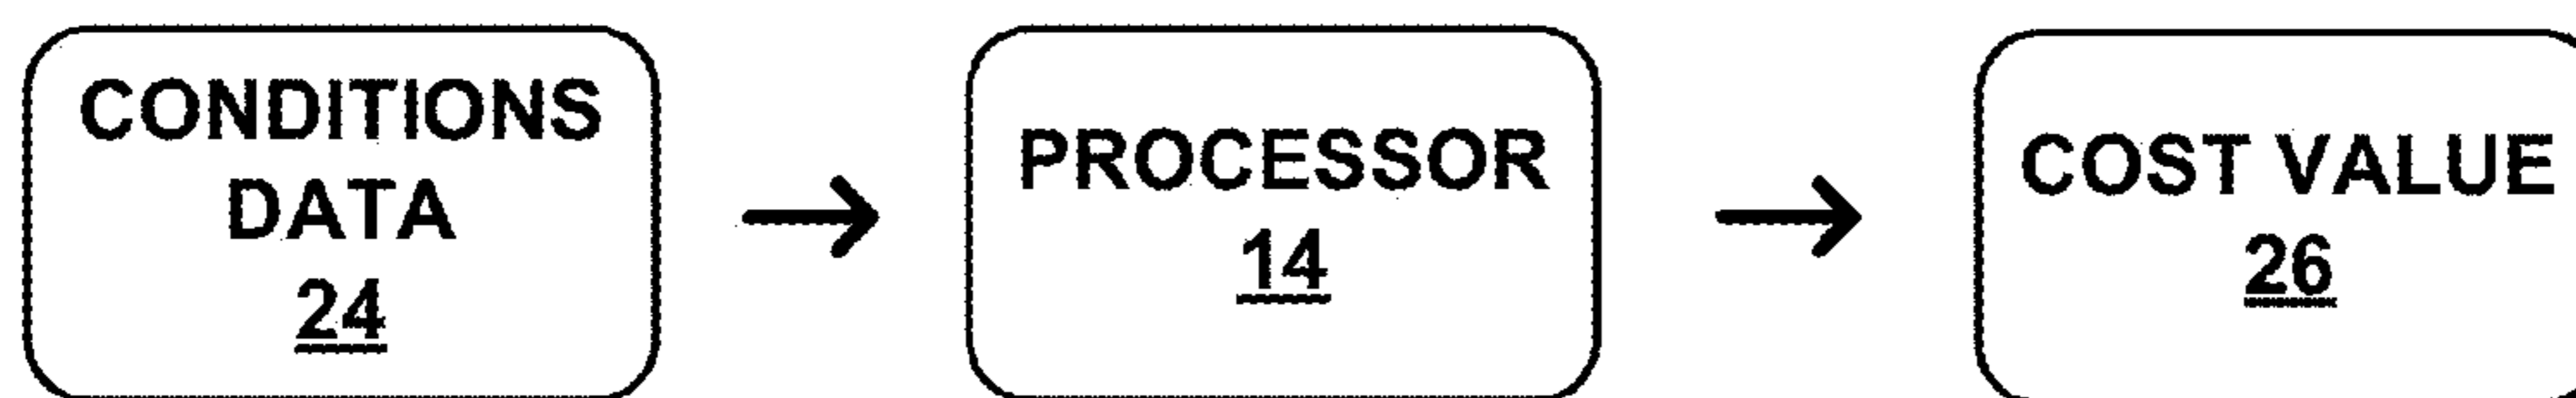 CONDITIONS
DATA
24
PROCESSOR
14
COST VALUE
26